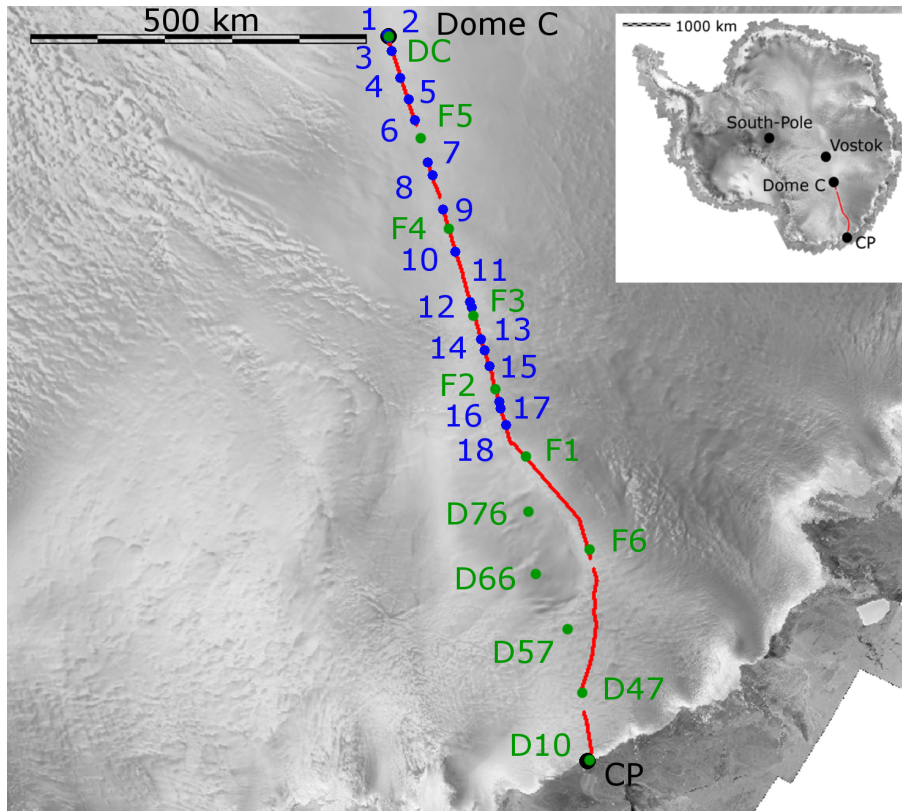 500 km
1 2 Dome C
3 DC
4 5
6 F5
7
8
9
F4
10
11
12 F3
13
14
15
F2
16 17
18 F1
D76
F6
D66
D57
D47
D10
CP
1000 km
South-Pole
Vostok
Dome C
CP